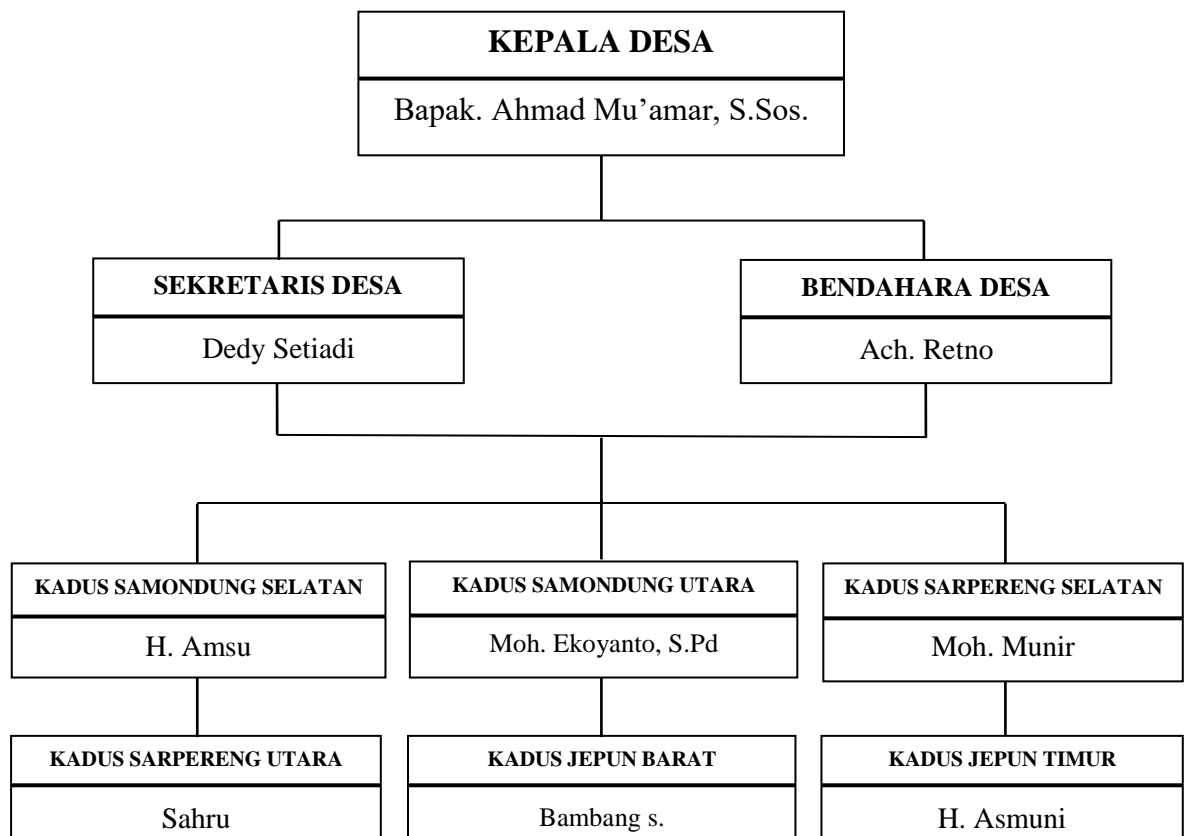 KEPALA DESA
Bapak. Ahmad Mu’amar, S.Sos.
SEKRETARIS DESA
Dedy Setiadi
BENDAHARA DESA
Ach. Retno
KADUS SAMONDUNG SELATAN
H. Amsu
KADUS SAMONDUNG UTARA
Moh. Ekoyanto, S.Pd
KADUS SARPERENG SELATAN
Moh. Munir
KADUS SARPERENG UTARA
Sahru
KADUS JEPUN BARAT
Bambang s.
KADUS JEPUN TIMUR
H. Asmuni